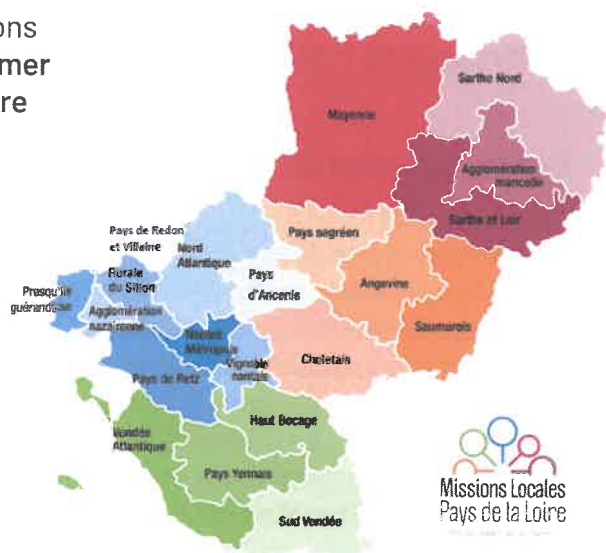 ons
mer
re
Sarthe Nord
Mayenne
Agglomération
mancelle
Sarthe et Loir
Pays de Redon
et Vilaine
Nord
Atlantique
Pays segréen
Rurale
du Sillon
Pays
d'Ancenis
Angevine
Presqu'île
guérandaise
Agglomération
nazairienne
Saumurois
Nantes
Métropole
Vignoble
nantais
Choletais
Pays de Retz
Haut Bocage
Vendée
Atlantique
Pays Yonnais
Sud Vendée
Missions Locales
Pays de la Loire